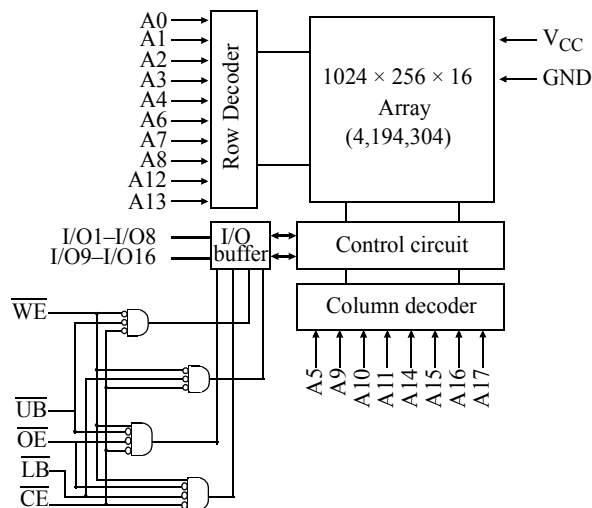 A0
A1
A2
A3
A4
A6
A7
A8
A12
A13
Row Decoder
1024 × 256 × 16
Array
(4,194,304)
VCC
GND
I/O1–I/O8
I/O9–I/O16
I/O
buffer
Control circuit
Column decoder
A5
A9
A10
A11
A14
A15
A16
A17
WE
UB
OE
LB
CE